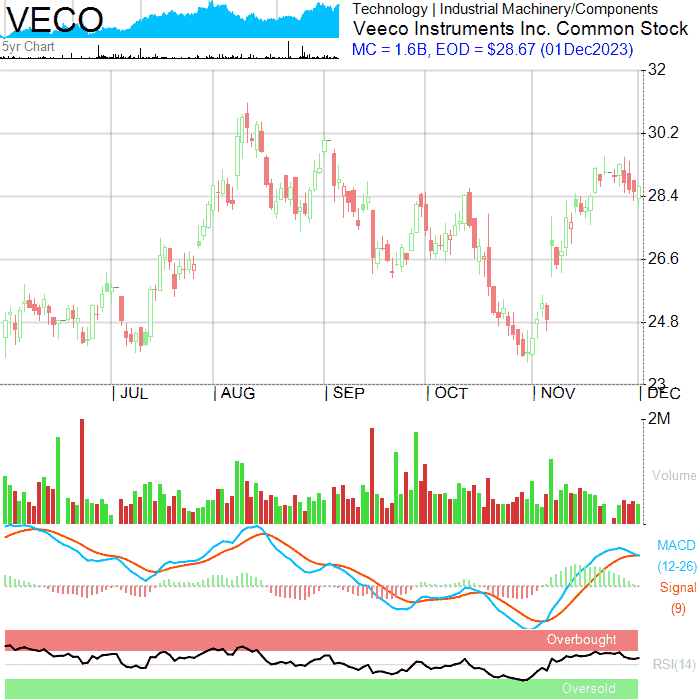 VECO
5yr Chart
Technology | Industrial Machinery/Components
Veeco Instruments Inc. Common Stock
MC = 1.6B, EOD = $28.67 (01Dec2023)
32
30.2
28.4
26.6
24.8
23
JUL
AUG
SEP
OCT
NOV
DEC
2M
Volume
MACD
(12-26)
Signal
(9)
Overbought
RSI(14)
Oversold